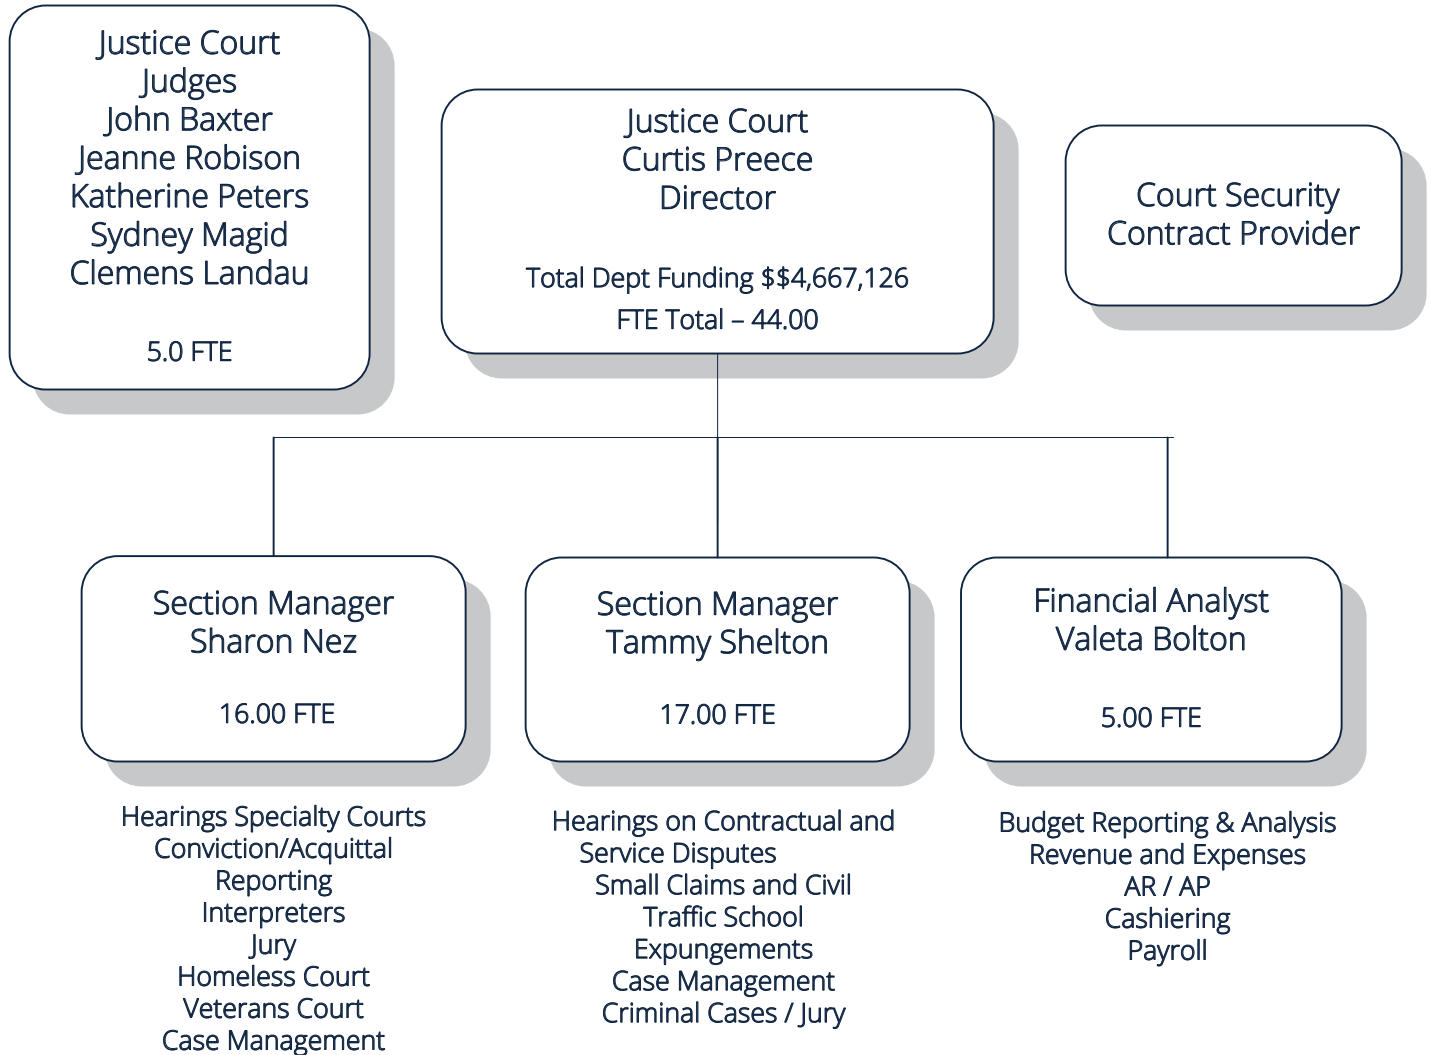 Justice Court
Judges
John Baxter
Jeanne Robison
Katherine Peters
Sydney Magid
Clemens Landau
5.0 FTE
Justice Court
Curtis Preece
Director
Total Dept Funding $$4,667,126
FTE Total – 44.00
Court Security
Contract Provider
Section Manager
Sharon Nez
16.00 FTE
Hearings Specialty Courts
Conviction/Acquittal
Reporting
Interpreters
Jury
Homeless Court
Veterans Court
Case Management
Section Manager
Tammy Shelton
17.00 FTE
Hearings on Contractual and
Service Disputes
Small Claims and Civil
Traffic School
Expungements
Case Management
Criminal Cases / Jury
Financial Analyst
Valeta Bolton
5.00 FTE
Budget Reporting & Analysis
Revenue and Expenses
AR / AP
Cashiering
Payroll